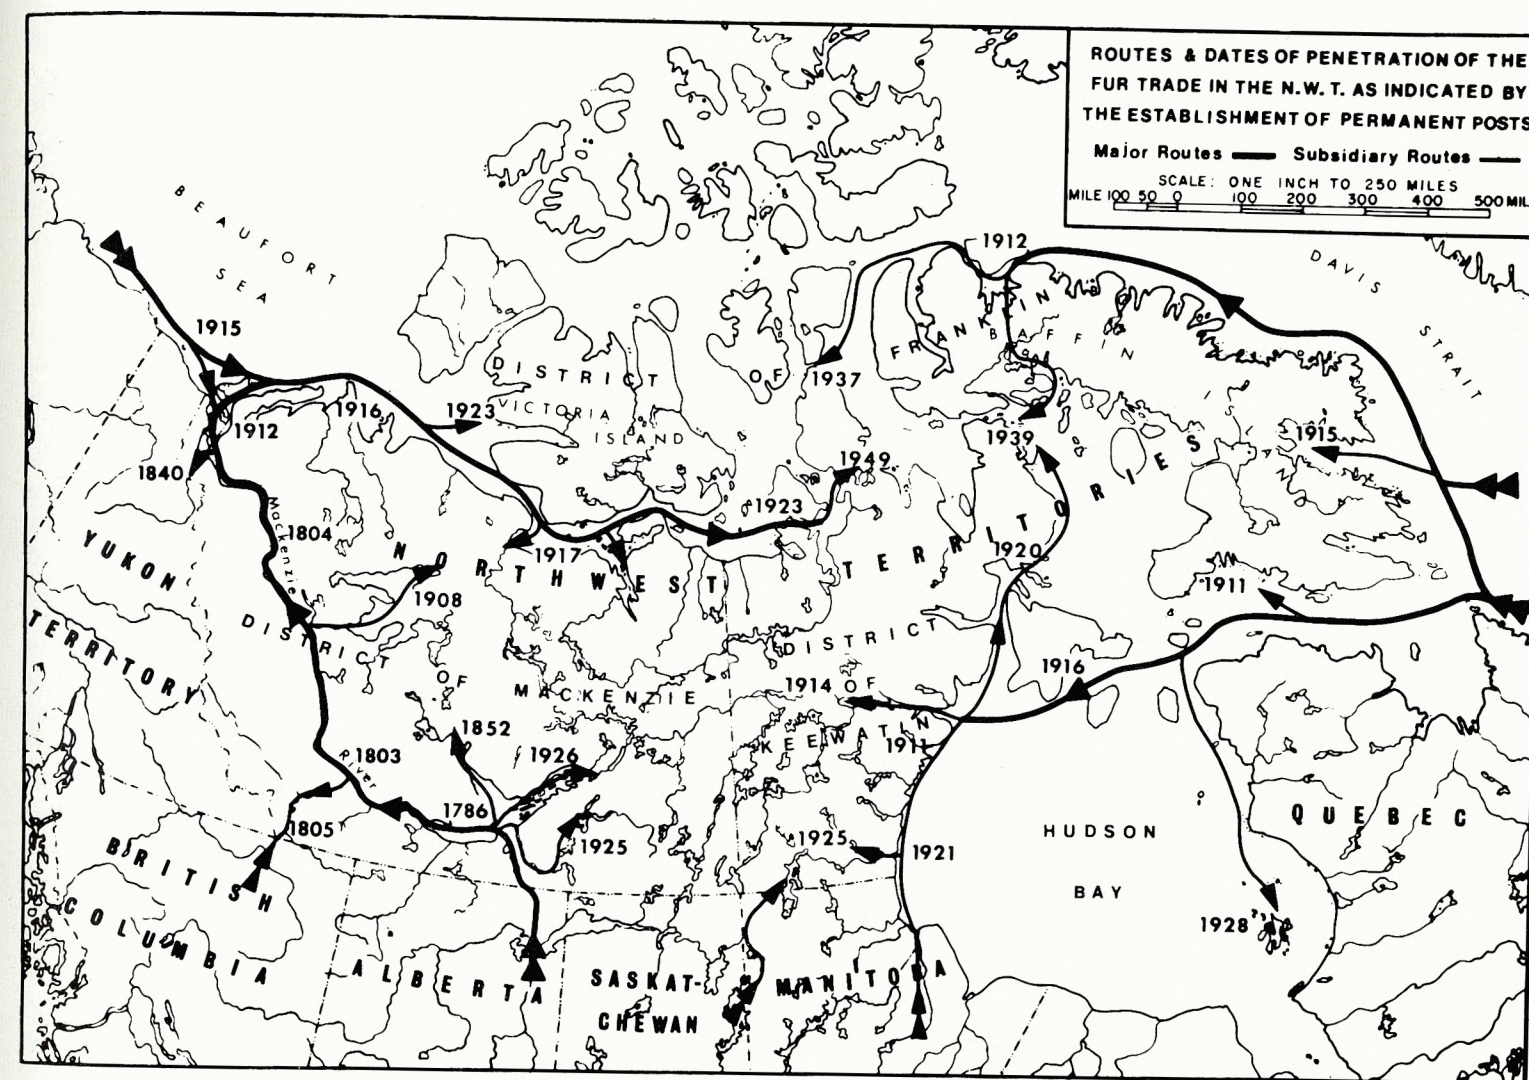 ROUTES & DATES OF PENETRATION OF THE
FUR TRADE IN THE N.W.T. AS INDICATED BY
THE ESTABLISHMENT OF PERMANENT POSTS
Major Routes Subsidiary Routes
SCALE: ONE INCH TO 250 MILES
MILE 100 50 0 100 200 300 400 500 MIL
BEAUFORT
SEA
DAVIS
STRAIT
1912
1915
DISTRICT
OF
FRANKLIN
BAFFIN
ISLAND
1937
VICTORIA
ISLAND
1916
1923
1912
1939
1915
1840
1949
1923
Mackenzie
River
1804
1917
1920
NORTHWEST
TERRITORIES
YUKON
TERRITORY
1908
1911
DISTRICT
OF
MACKENZIE
DISTRICT
OF
KEEWATIN
1914
1916
1852
1911
1803
1926
1786
1805
1925
1925
1921
HUDSON
BAY
QUEBEC
1928
BRITISH
COLUMBIA
ALBERTA
SASKAT-
CHEWAN
MANITOBA